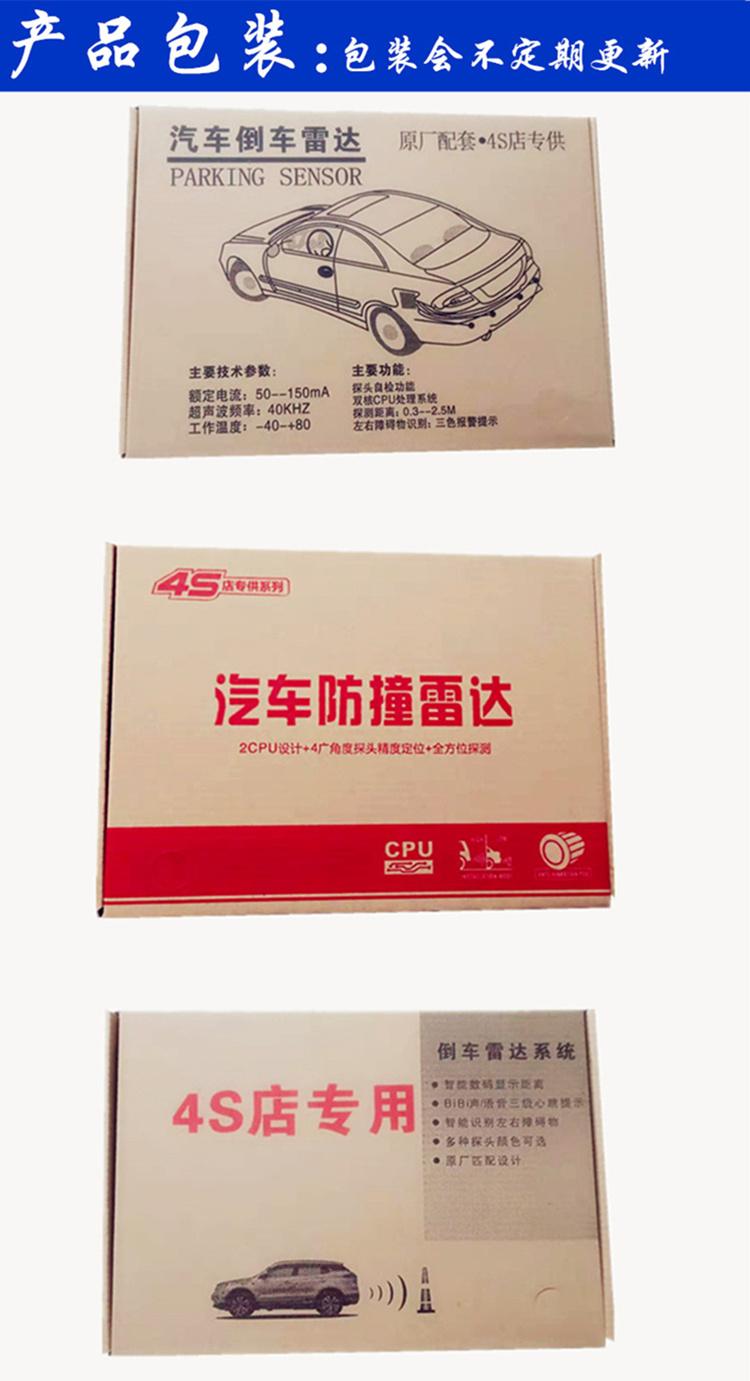 产品包装:包装会不定期更新
汽车倒车雷达
原厂配套•4S店专供
PARKING SENSOR
主要技术参数:
额定电流: 50--150mA
超声波频率: 40KHZ
工作温度: -40-+80
主要功能:
探头自检功能
双核CPU处理系统
探测距离: 0.3--2.5M
左右障碍物识别: 三色报警提示
4S店专供系列
汽车防撞雷达
2CPU设计+4广角度探头精度定位+全方位探测
CPU
4S店专用
倒车雷达系统
● 智能数码显示距离
● BiBi声/语音三级心跳提示
● 智能识别左右障碍物
● 多种探头颜色可选
● 原厂匹配设计